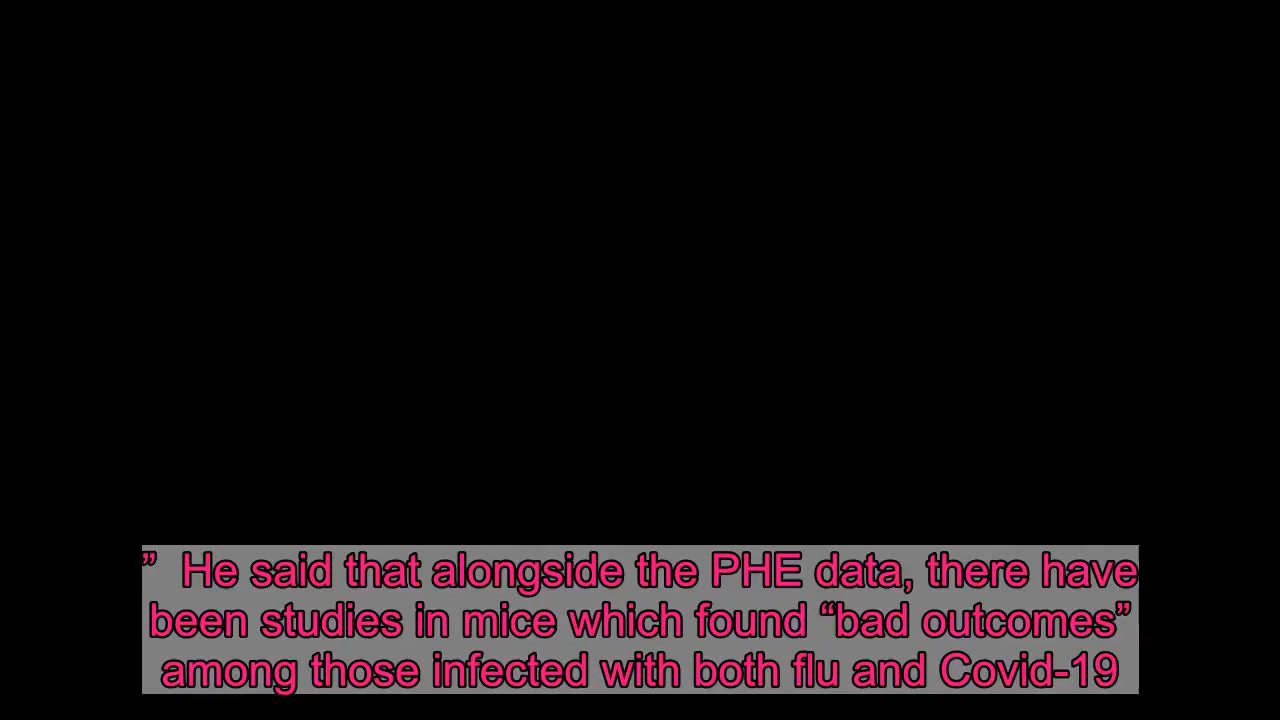 ”  He said that alongside the PHE data, there have
been studies in mice which found “bad outcomes”
among those infected with both flu and Covid-19